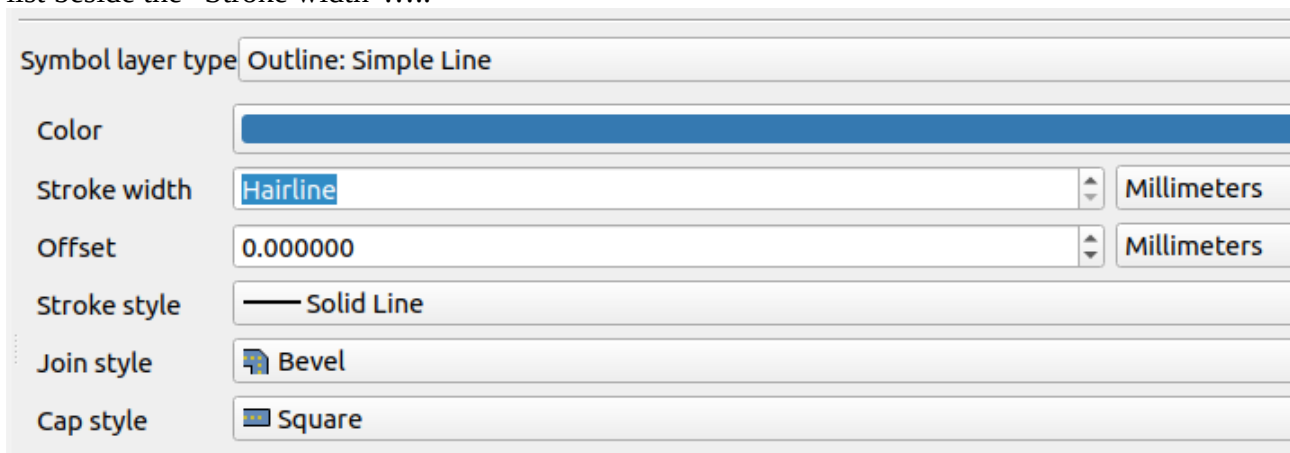 Symbol layer type Outline: Simple Line
Color
Stroke width Hairline Millimeters
Offset 0.000000 Millimeters
Stroke style Solid Line
Join style Bevel
Cap style Square